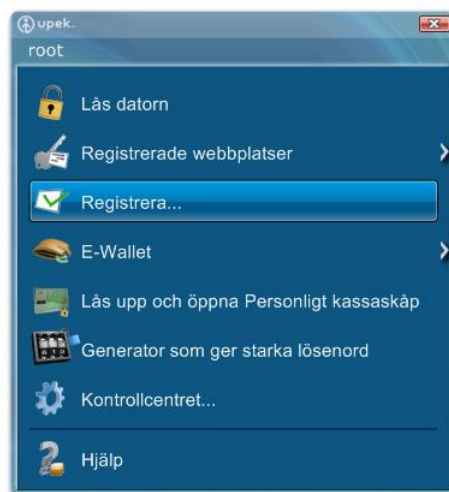 upek.
root
Lås datorn
Registrerade webbplatser
Registrera...
E-Wallet
Lås upp och öppna Personligt kassaskåp
Generator som ger starka lösenord
Kontrollcentret...
Hjälp